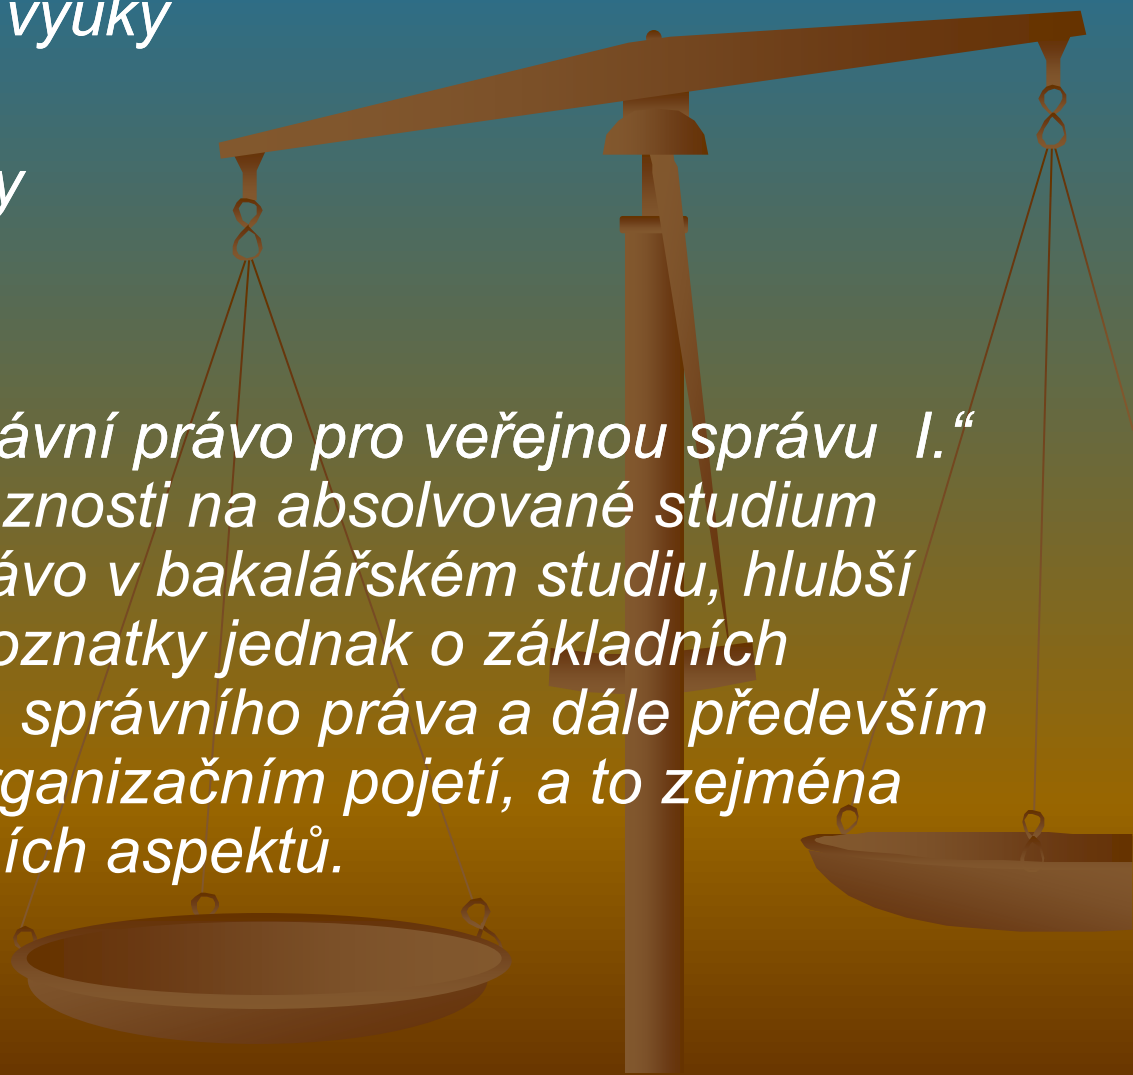 výuky
y
ávní právo pro veřejnou správu I.“
znosti na absolvované studium
ávo v bakalářském studiu, hlubší
oznatky jednak o základních
správního práva a dále především
rganizačním pojetí, a to zejména
ích aspektů.